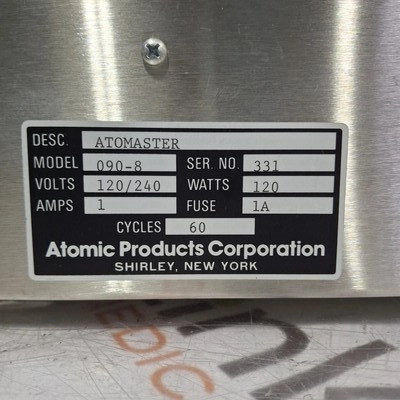 DESC. ATOMASTER
MODEL 090-8 SER. NO. 331
VOLTS 120/240 WATTS 120
AMPS 1 FUSE 1A
CYCLES 60
Atomic Products Corporation
SHIRLEY, NEW YORK